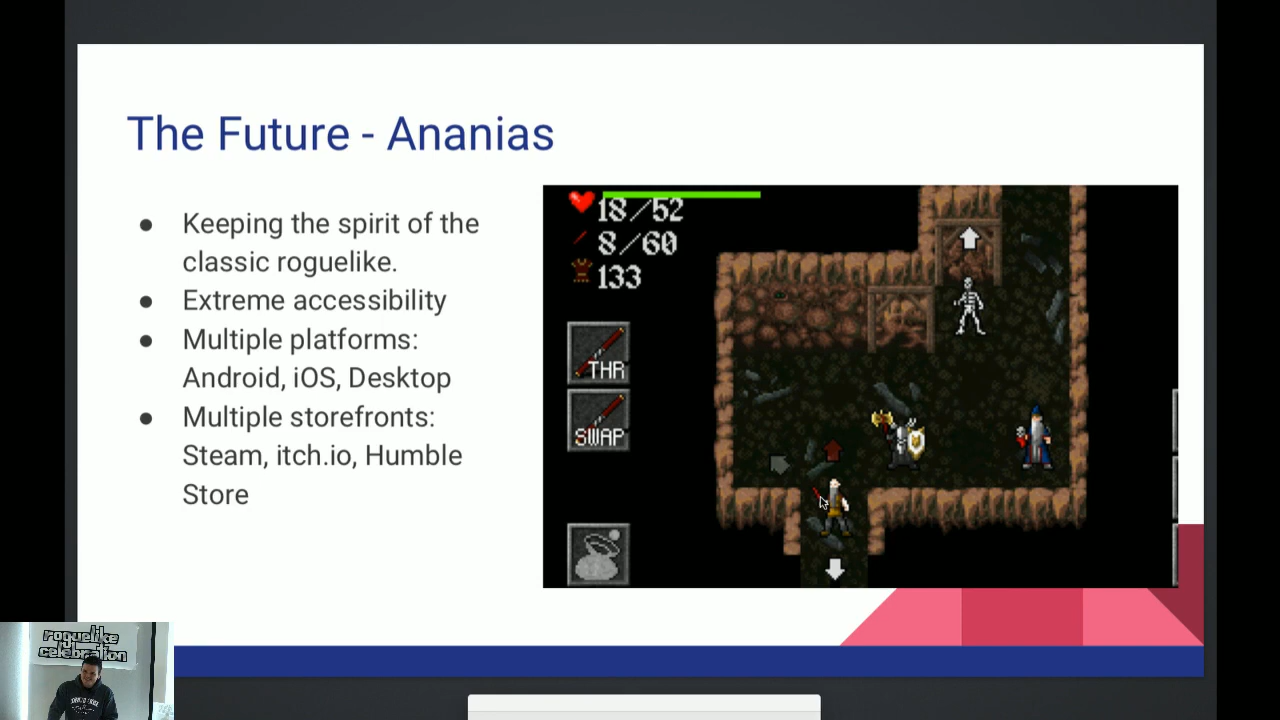 The Future - Ananias
● Keeping the spirit of the
classic roguelike.
● Extreme accessibility
● Multiple platforms:
Android, iOS, Desktop
● Multiple storefronts:
Steam, itch.io, Humble
Store
18/52
8/60
133
THR
SWAP
roguelike
celebration